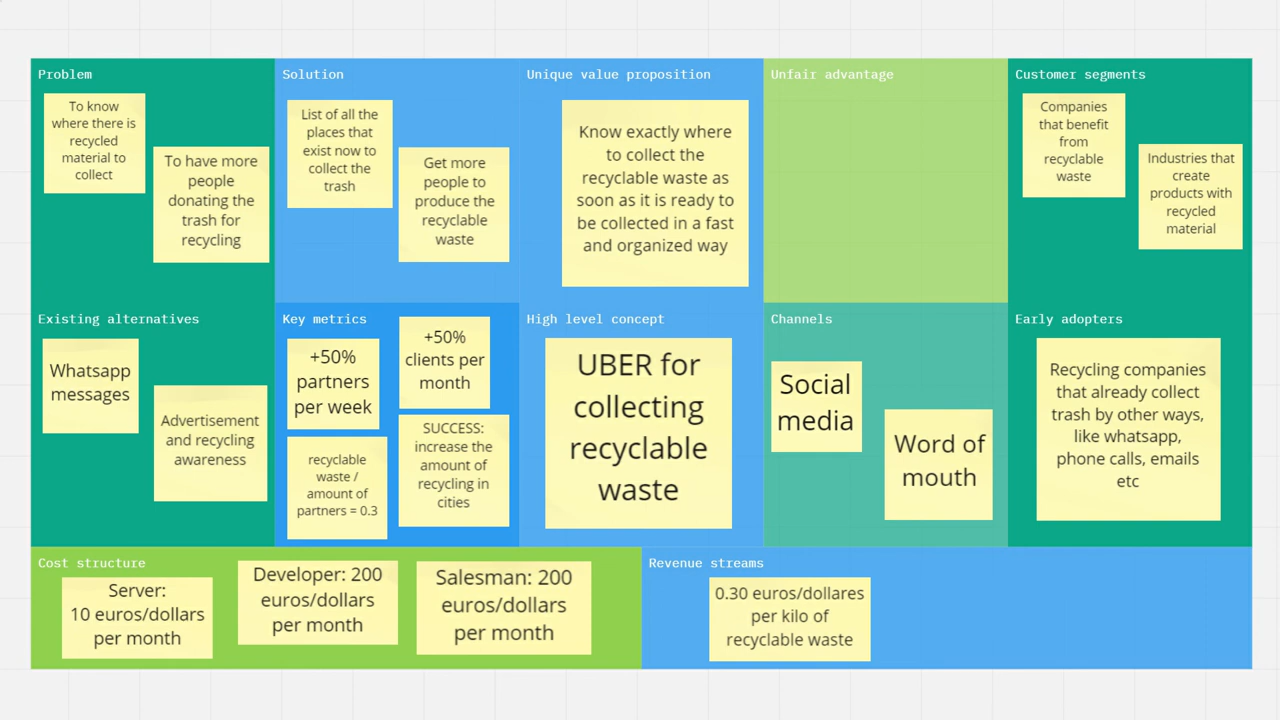 Problem
To know
where there is
recycled
material to
collect
To have more
people
donating the
trash for
recycling
Solution
List of all the
places that
exist now to
collect the
trash
Get more
people to
produce the
recyclable
waste
Unique value proposition
Know exactly where
to collect the
recyclable waste as
soon as it is ready to
be collected in a fast
and organized way
Unfair advantage
Customer segments
Companies
that benefit
from
recyclable
waste
Industries that
create
products with
recycled
material
Existing alternatives
Whatsapp
messages
Advertisement
and recycling
awareness
Key metrics
+50%
partners
per week
+50%
clients per
month
recyclable
waste /
amount of
partners = 0.3
SUCCESS:
increase the
amount of
recycling in
cities
High level concept
UBER for
collecting
recyclable
waste
Channels
Social
media
Word of
mouth
Early adopters
Recycling companies
that already collect
trash by other ways,
like whatsapp,
phone calls, emails
etc
Cost structure
Server:
10 euros/dollars
per month
Developer: 200
euros/dollars
per month
Salesman: 200
euros/dollars
per month
Revenue streams
0.30 euros/dollares
per kilo of
recyclable waste